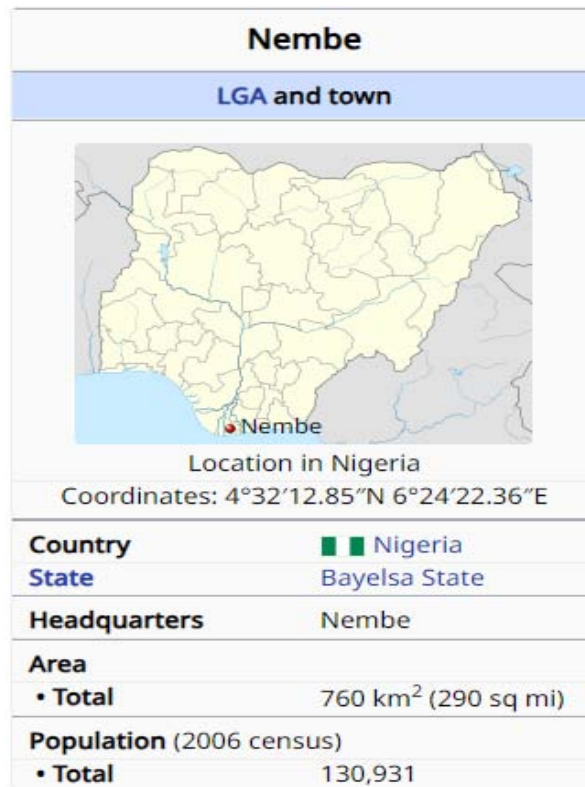 Nembe
LGA and town
Nembe
Location in Nigeria
Coordinates: 4°32′12.85″N 6°24′22.36″E
Country Nigeria
State Bayelsa State
Headquarters Nembe
Area
• Total 760 km² (290 sq mi)
Population (2006 census)
• Total 130,931